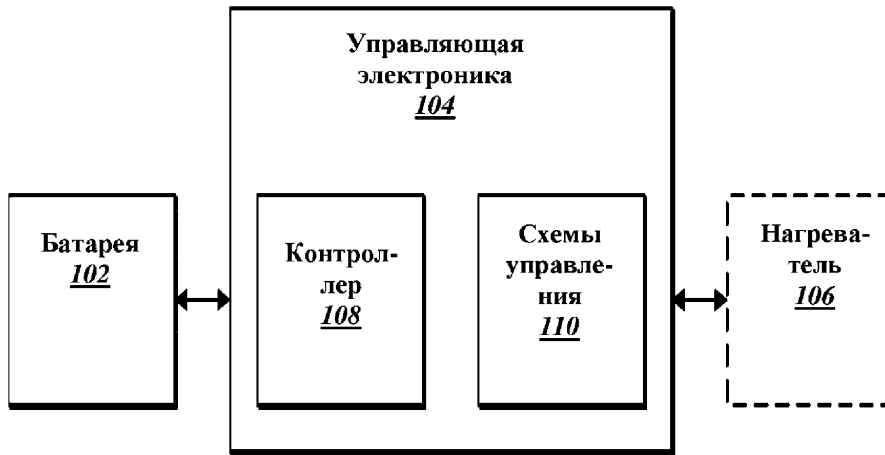 Управляющая
электроника
104
Батарея
102
Контрол-
лер
108
Схемы
управле-
ния
110
Нагрева-
тель
106